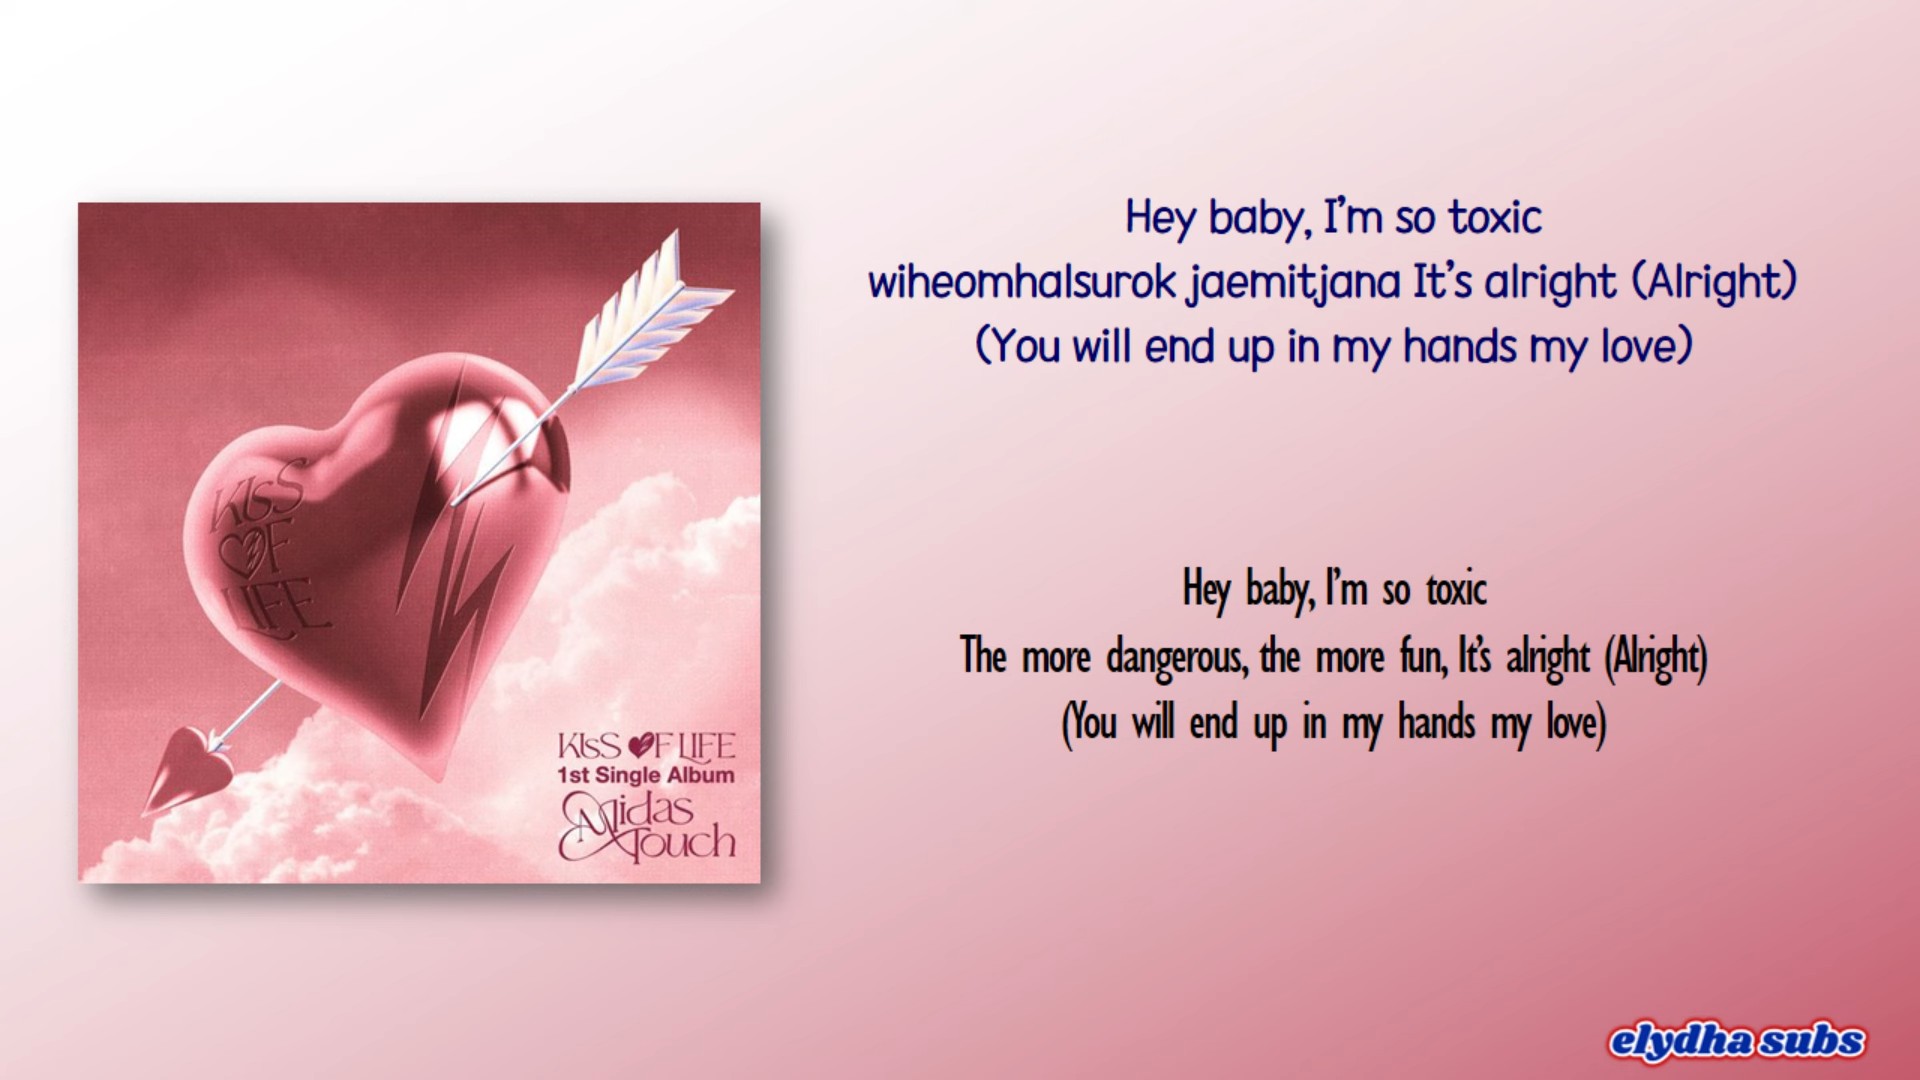 Hey baby, I'm so toxic
wiheomhalsurok jaemitjana It's alright (Alright)
(You will end up in my hands my love)
Hey baby, I'm so toxic
The more dangerous, the more fun, It's alright (Alright)
(You will end up in my hands my love)
KISS
OF
LIFE
KISS OF LIFE
1st Single Album
Midas
Touch
elydha subs